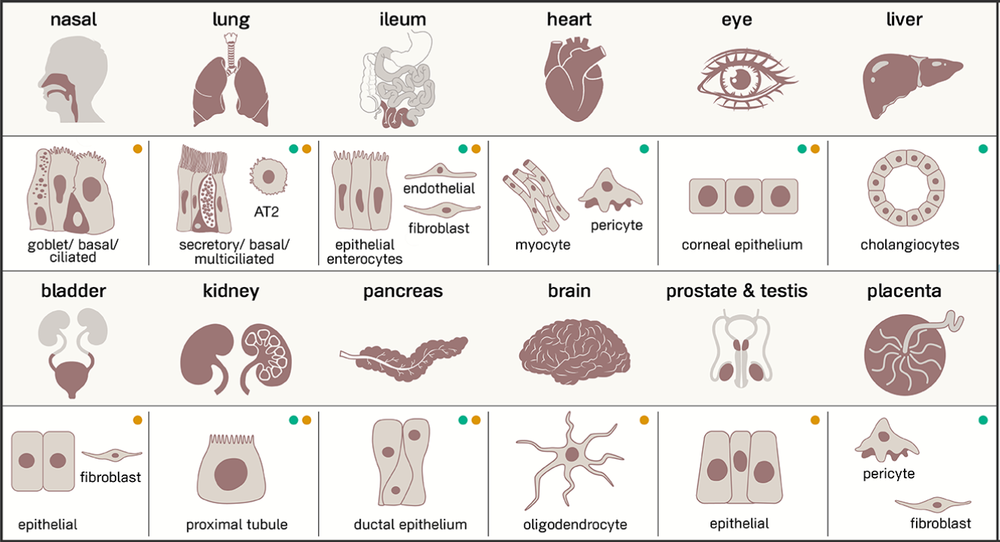 nasal
lung
ileum
heart
eye
liver
goblet/ basal/
ciliated
secretory/ basal/
multiciliated
AT2
epithelial
enterocytes
endothelial
fibroblast
myocyte
pericyte
corneal epithelium
cholangiocytes
bladder
kidney
pancreas
brain
prostate & testis
placenta
epithelial
fibroblast
proximal tubule
ductal epithelium
oligodendrocyte
epithelial
pericyte
fibroblast